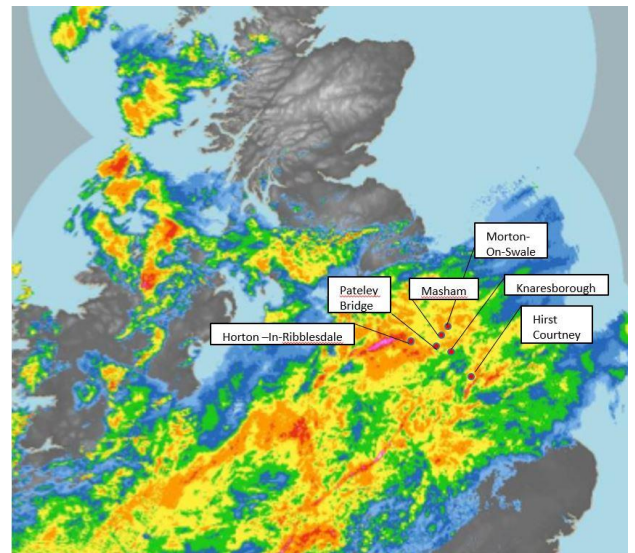 Morton-
On-Swale
Pateley
Bridge
Masham
Knaresborough
Horton –In-Ribblesdale
Hirst
Courtney